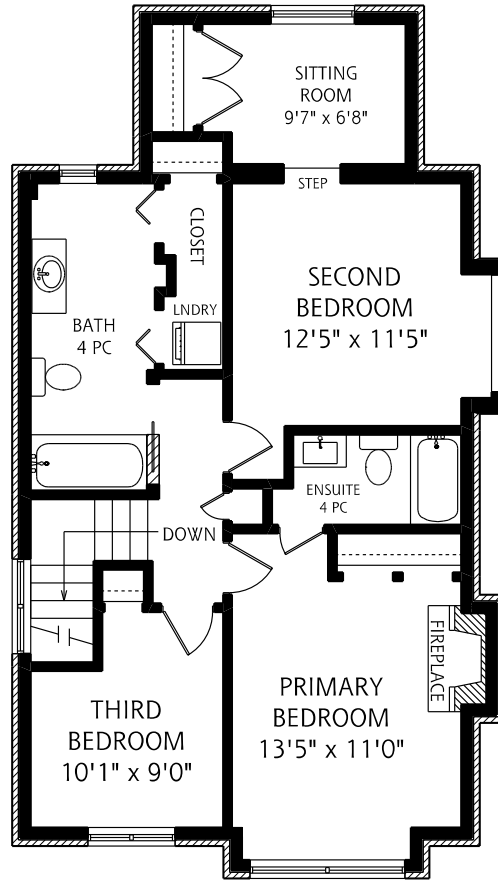 SITTING
ROOM
9'7" x 6'8"
STEP
CLOSET
LNDRY
SECOND
BEDROOM
12'5" x 11'5"
BATH
4 PC
ENSUITE
4 PC
DOWN
FIREPLACE
PRIMARY
BEDROOM
13'5" x 11'0"
THIRD
BEDROOM
10'1" x 9'0"